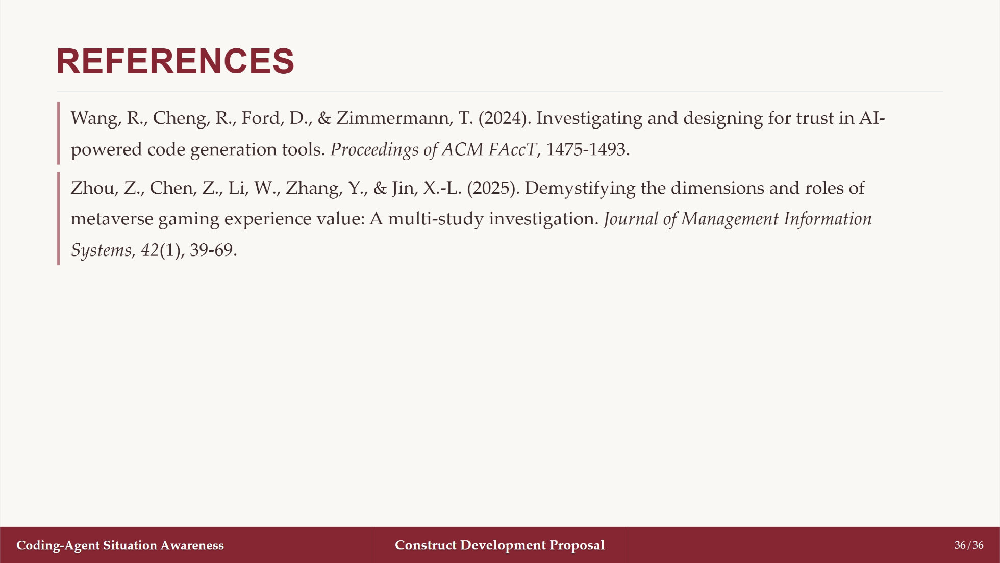 REFERENCES
Wang, R., Cheng, R., Ford, D., & Zimmermann, T. (2024). Investigating and designing for trust in AI-
powered code generation tools. Proceedings of ACM FAccT, 1475-1493.
Zhou, Z., Chen, Z., Li, W., Zhang, Y., & Jin, X.-L. (2025). Demystifying the dimensions and roles of
metaverse gaming experience value: A multi-study investigation. Journal of Management Information
Systems, 42(1), 39-69.
Coding-Agent Situation Awareness
Construct Development Proposal
36/36